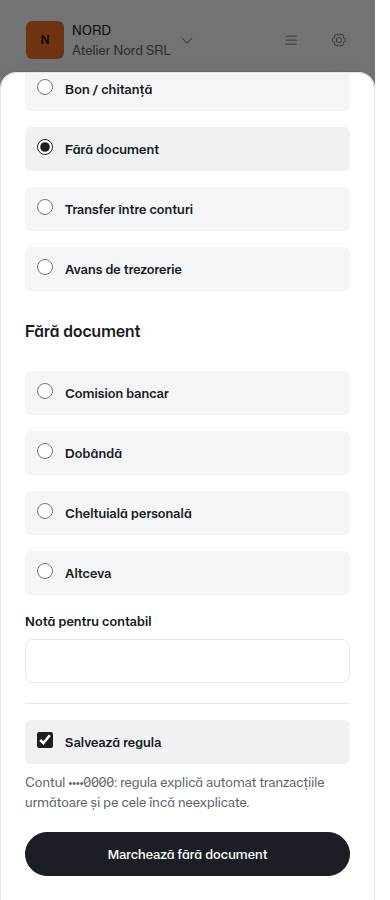 N
NORD
Atelier Nord SRL
Bon / chitanță
Fără document
Transfer între conturi
Avans de trezorerie
Fără document
Comision bancar
Dobândă
Cheltuială personală
Altceva
Notă pentru contabil
Salvează regula
Contul ••••0000: regula explică automat tranzacțiile
următoare și pe cele încă neexplicate.
Marchează fără document